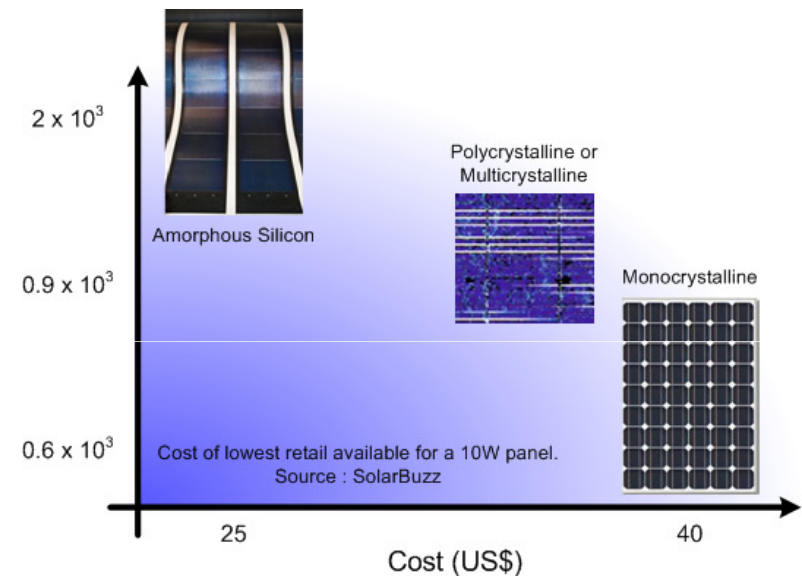 2 x 10³
Polycrystalline or
Multicrystalline
Amorphous Silicon
0.9 x 10³
Monocrystalline
0.6 x 10³
Cost of lowest retail available for a 10W panel.
Source : SolarBuzz
25
40
Cost (US$)